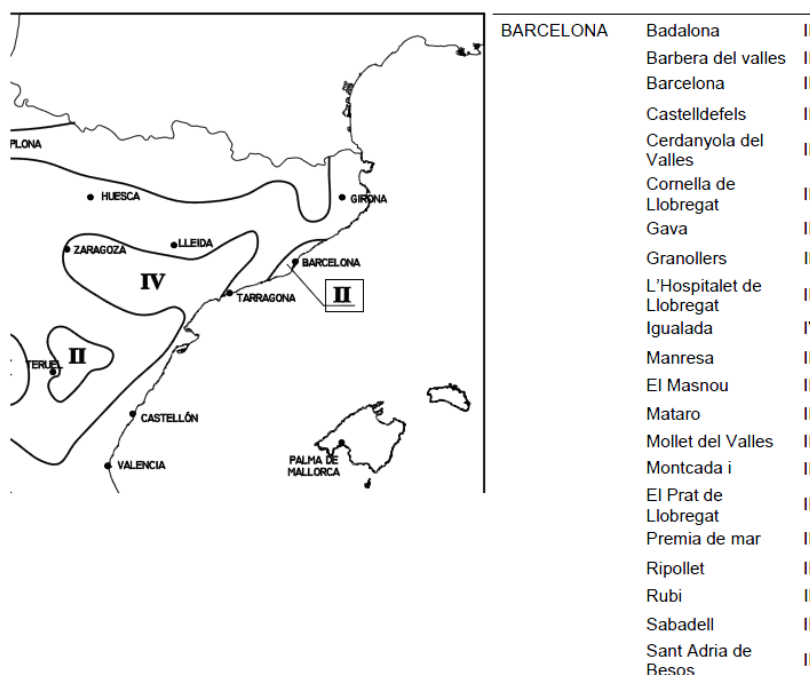 PLONA
HUESCA
GIRONA
ZARAGOZA
LLEIDA
BARCELONA
IV
II
TARRAGONA
II
TERUEL
CASTELLÓN
PALMA DE
MALLORCA
VALENCIA
BARCELONA Badalona
Barbera del valles
Barcelona
Castelldefels
Cerdanyola del
Valles
Cornella de
Llobregat
Gava
Granollers
L'Hospitalet de
Llobregat
Igualada
Manresa
El Masnou
Mataro
Mollet del Valles
Montcada i
El Prat de
Llobregat
Premia de mar
Ripollet
Rubi
Sabadell
Sant Adria de
Besos